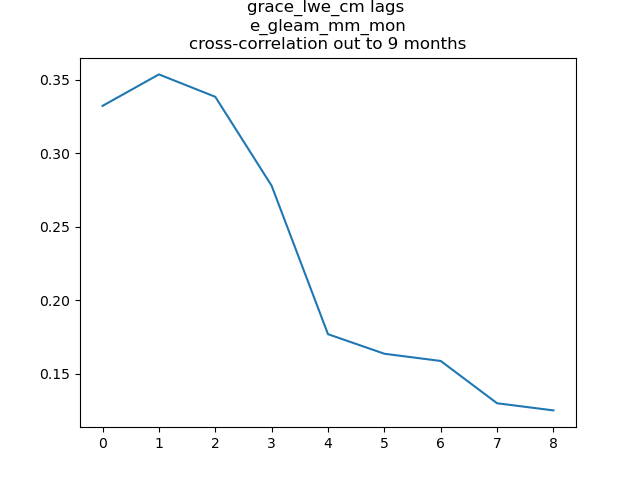 grace_lwe_cm lags
e_gleam_mm_mon
cross-correlation out to 9 months
0.35
0.30
0.25
0.20
0.15
0 1 2 3 4 5 6 7 8